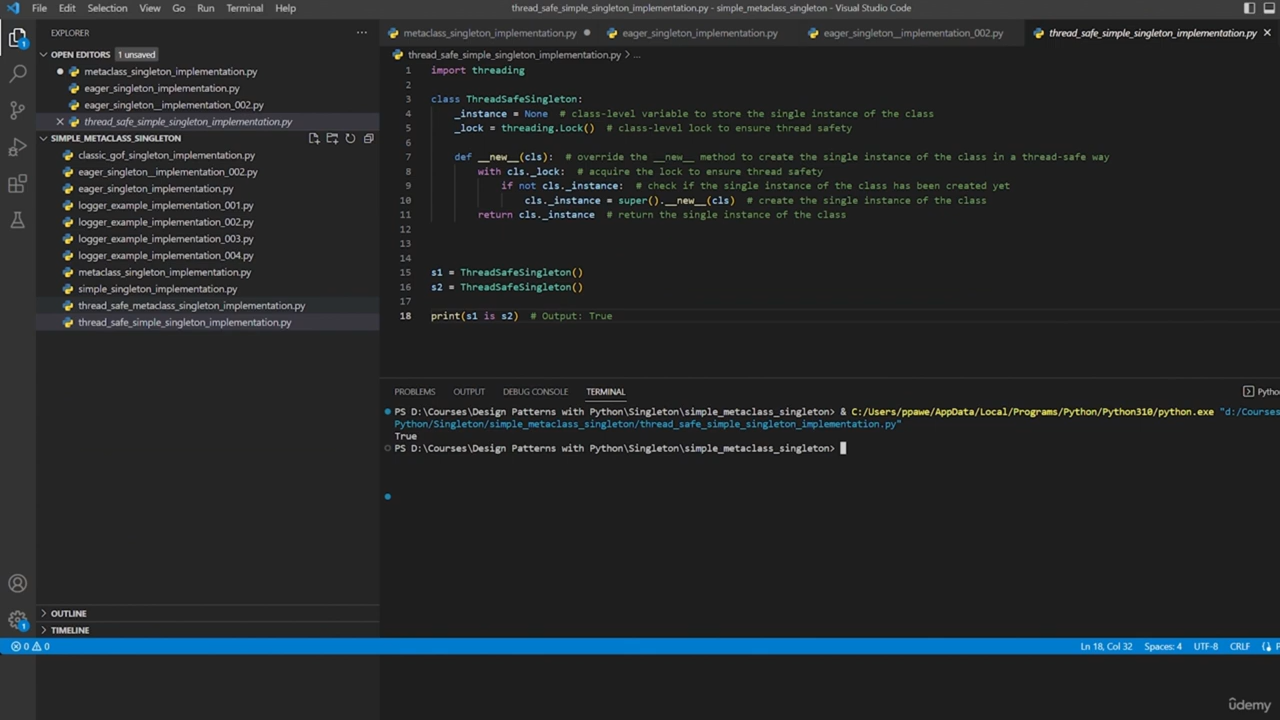 File Edit Selection View Go Run Terminal Help
thread_safe_simple_singleton_implementation.py - simple_metaclass_singleton - Visual Studio Code
EXPLORER
OPEN EDITORS 1 unsaved
metaclass_singleton_implementation.py
eager_singleton_implementation.py
eager_singleton__implementation_002.py
thread_safe_simple_singleton_implementation.py
SIMPLE_METACLASS_SINGLETON
classic_gof_singleton_implementation.py
eager_singleton__implementation_002.py
eager_singleton_implementation.py
logger_example_implementation_001.py
logger_example_implementation_002.py
logger_example_implementation_003.py
logger_example_implementation_004.py
metaclass_singleton_implementation.py
simple_singleton_implementation.py
thread_safe_metaclass_singleton_implementation.py
thread_safe_simple_singleton_implementation.py
OUTLINE
TIMELINE
metaclass_singleton_implementation.py eager_singleton_implementation.py eager_singleton__implementation_002.py thread_safe_simple_singleton_implementation.py
thread_safe_simple_singleton_implementation.py > ...
1 import threading
2
3 class ThreadSafeSingleton:
4 _instance = None # class-level variable to store the single instance of the class
5 _lock = threading.Lock() # class-level lock to ensure thread safety
6
7 def __new__(cls): # override the __new__ method to create the single instance of the class in a thread-safe way
8 with cls._lock: # acquire the lock to ensure thread safety
9 if not cls._instance: # check if the single instance of the class has been created yet
10 cls._instance = super().__new__(cls) # create the single instance of the class
11 return cls._instance # return the single instance of the class
12
13
14
15 s1 = ThreadSafeSingleton()
16 s2 = ThreadSafeSingleton()
17
18 print(s1 is s2) # Output: True
PROBLEMS OUTPUT DEBUG CONSOLE TERMINAL
Pytho
PS D:\Courses\Design Patterns with Python\Singleton\simple_metaclass_singleton> & C:/Users/ppawe/AppData/Local/Programs/Python/Python310/python.exe "d:/Courses
Python/Singleton/simple_metaclass_singleton/thread_safe_simple_singleton_implementation.py"
True
PS D:\Courses\Design Patterns with Python\Singleton\simple_metaclass_singleton>
1
1
0 0
Ln 18, Col 32 Spaces: 4 UTF-8 CRLF
ûdemy